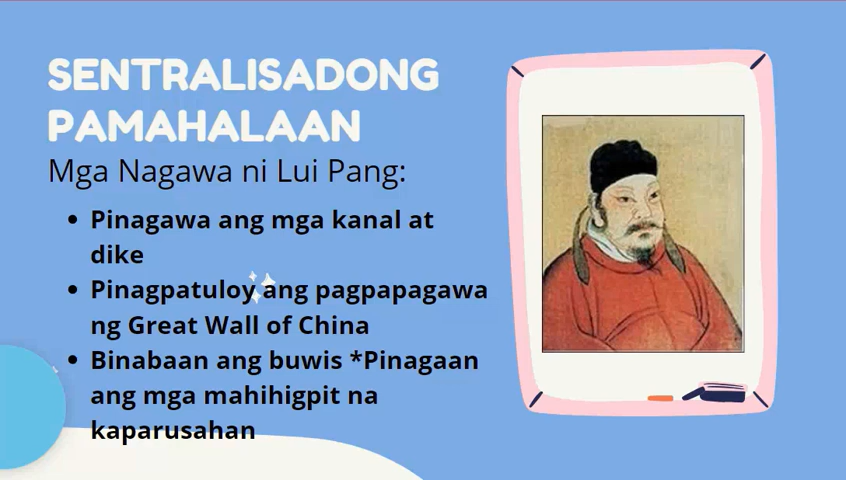 SENTRALISADONG
PAMAHALAAN
Mga Nagawa ni Lui Pang:
• Pinagawa ang mga kanal at
dike
• Pinagpatuloy ang pagpapagawa
ng Great Wall of China
• Binabaan ang buwis *Pinagaan
ang mga mahihigpit na
kaparusahan